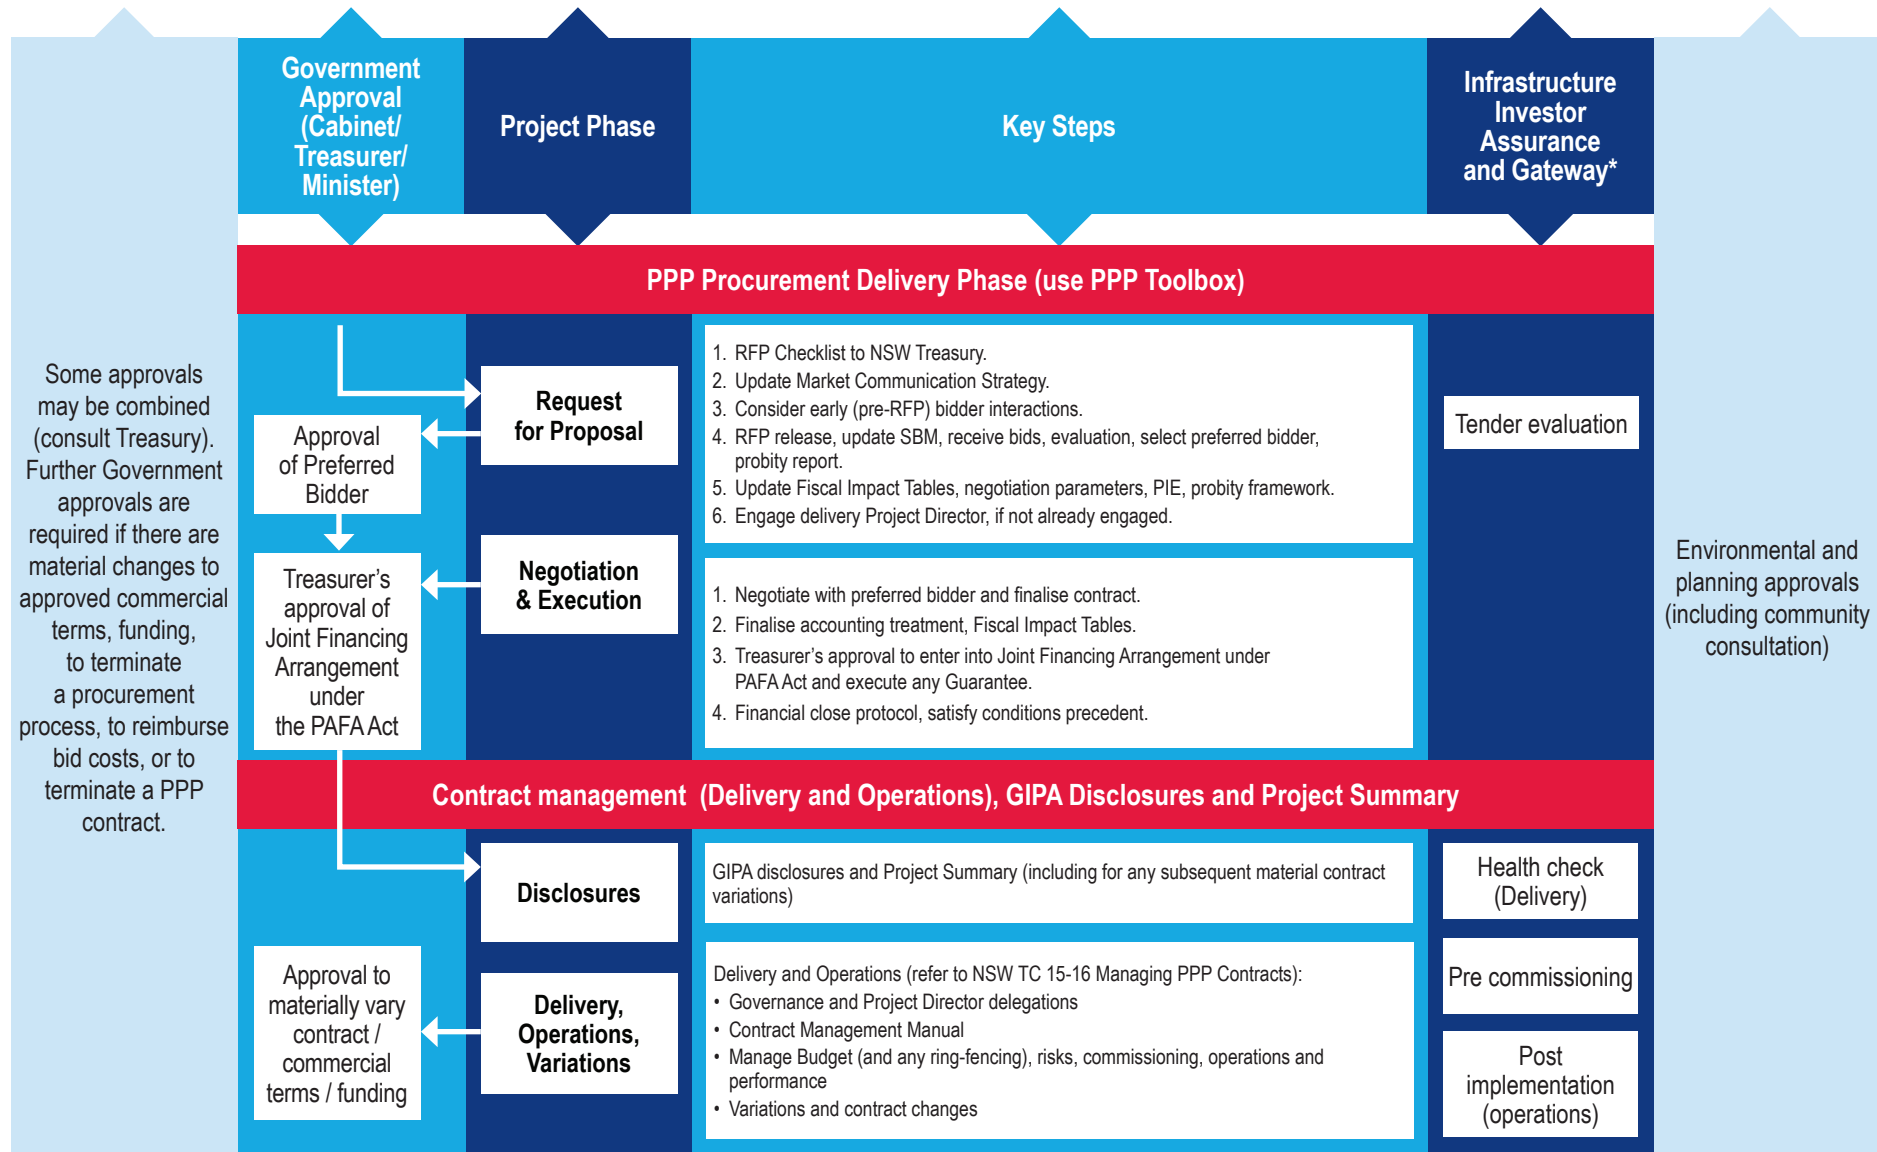 Government
Approval
(Cabinet/
Treasurer/
Minister)
Project Phase
Key Steps
Infrastructure
Investor
Assurance
and Gateway*
PPP Procurement Delivery Phase (use PPP Toolbox)
Some approvals
may be combined
(consult Treasury).
Further Government
approvals are
required if there are
material changes to
approved commercial
terms, funding,
to terminate
a procurement
process, to reimburse
bid costs, or to
terminate a PPP
contract.
Approval
of Preferred
Bidder
Treasurer’s
approval of
Joint Financing
Arrangement
under
the PAFA Act
Request
for Proposal
Negotiation
& Execution
1. RFP Checklist to NSW Treasury.
2. Update Market Communication Strategy.
3. Consider early (pre-RFP) bidder interactions.
4. RFP release, update SBM, receive bids, evaluation, select preferred bidder,
probity report.
5. Update Fiscal Impact Tables, negotiation parameters, PIE, probity framework.
6. Engage delivery Project Director, if not already engaged.
1. Negotiate with preferred bidder and finalise contract.
2. Finalise accounting treatment, Fiscal Impact Tables.
3. Treasurer’s approval to enter into Joint Financing Arrangement under
PAFA Act and execute any Guarantee.
4. Financial close protocol, satisfy conditions precedent.
Tender evaluation
Environmental and
planning approvals
(including community
consultation)
Contract management (Delivery and Operations), GIPA Disclosures and Project Summary
Disclosures
GIPA disclosures and Project Summary (including for any subsequent material contract
variations)
Health check
(Delivery)
Approval to
materially vary
contract /
commercial
terms / funding
Delivery,
Operations,
Variations
Delivery and Operations (refer to NSW TC 15-16 Managing PPP Contracts):
• Governance and Project Director delegations
• Contract Management Manual
• Manage Budget (and any ring-fencing), risks, commissioning, operations and
performance
• Variations and contract changes
Pre commissioning
Post
implementation
(operations)